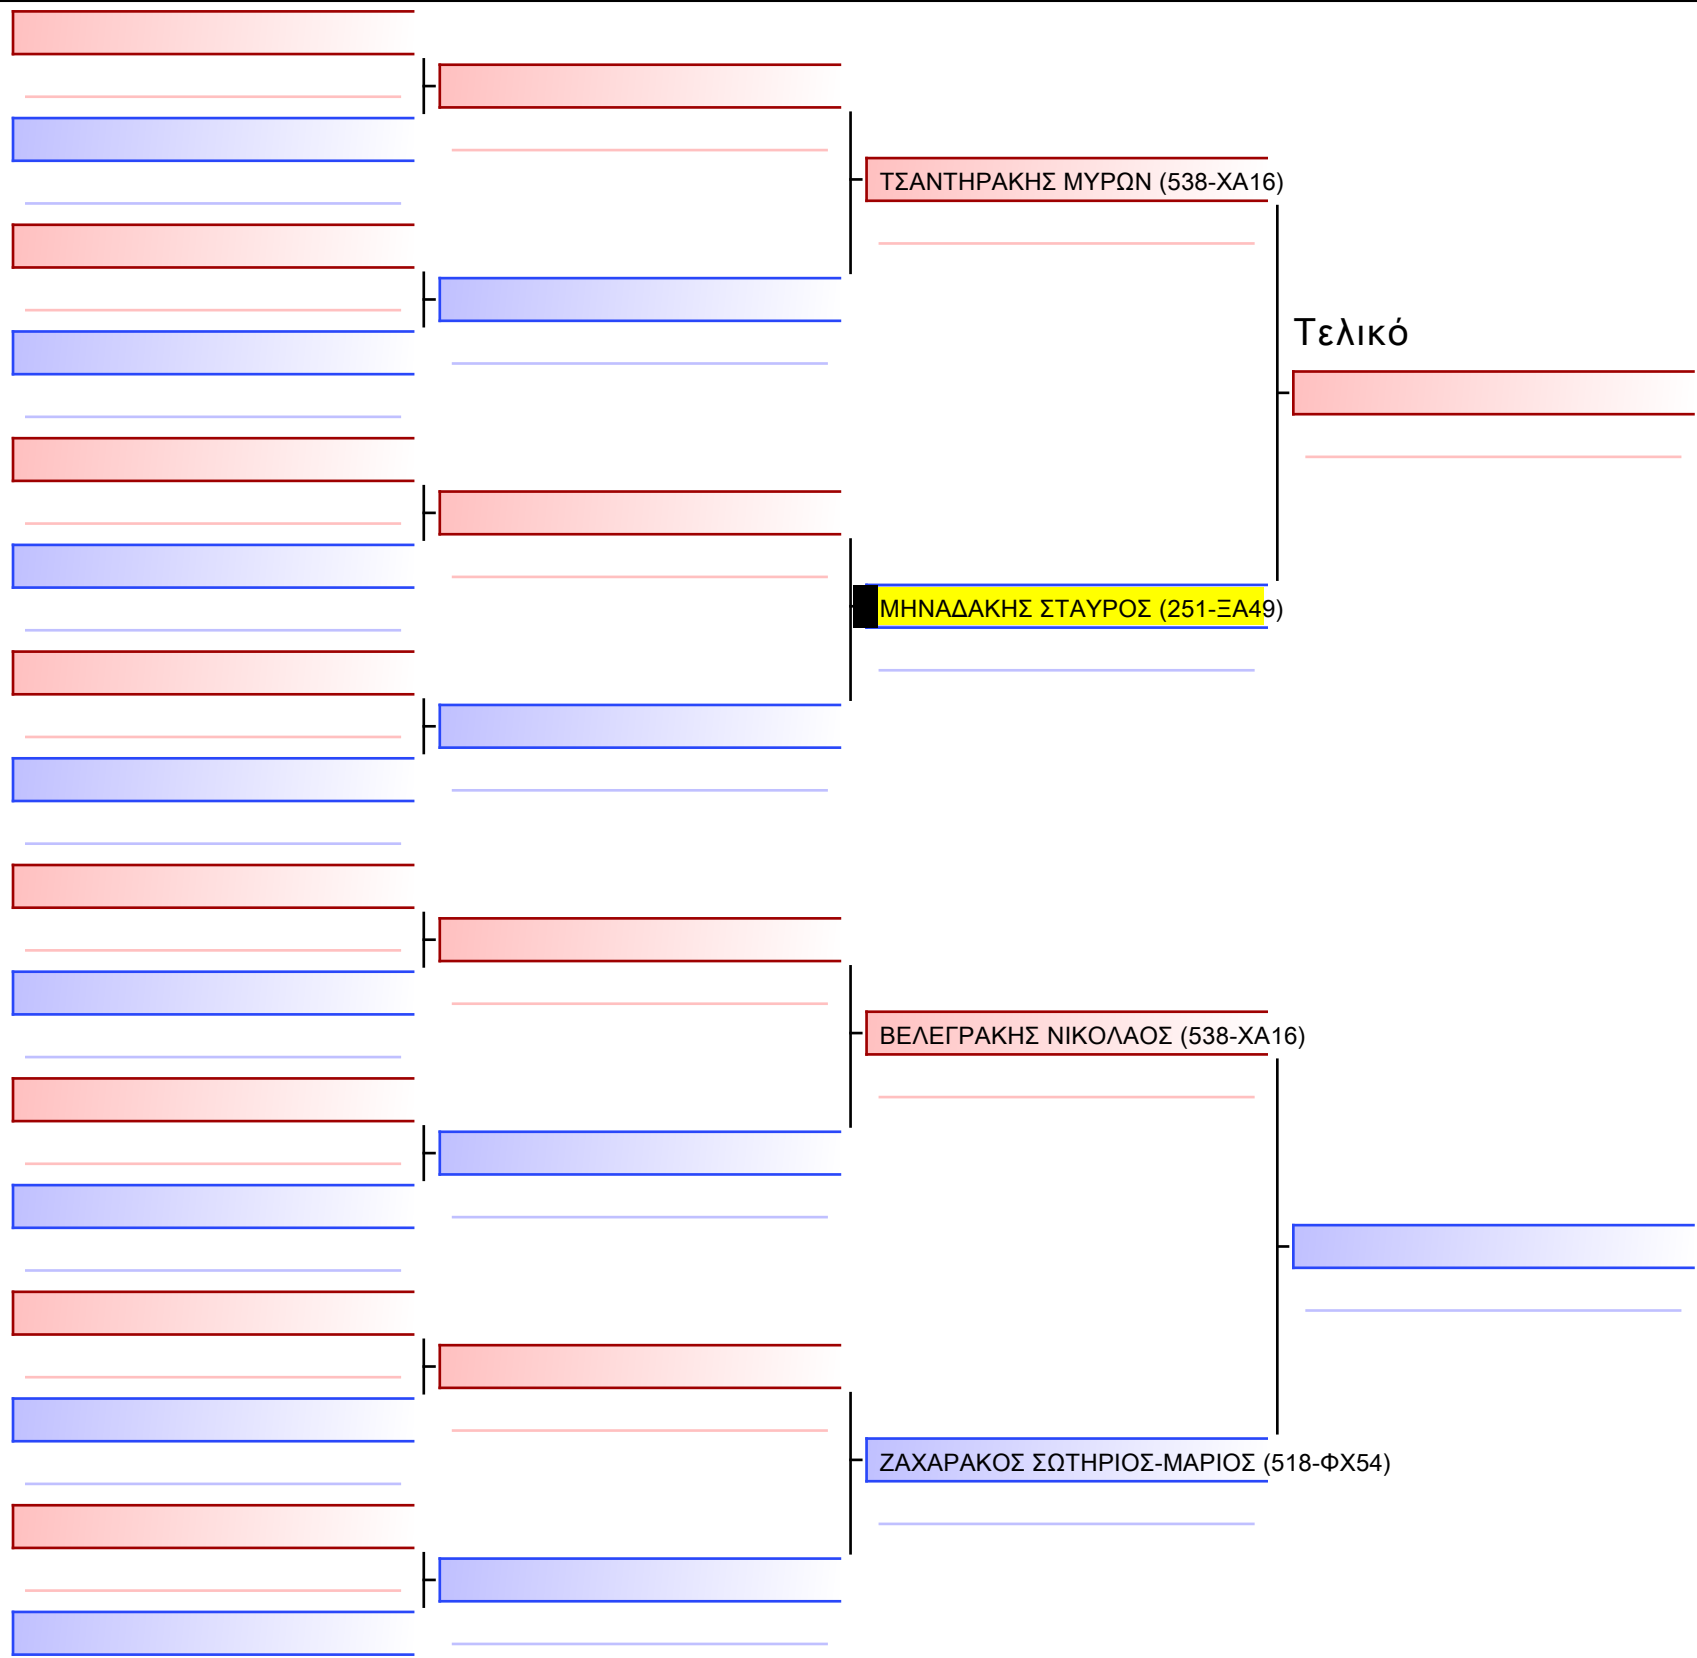 ΤΣΑΝΤΗΡΑΚΗΣ ΜΥΡΩΝ (538-ΧΑ16)
Τελικό
ΜΗΝΑΔΑΚΗΣ ΣΤΑΥΡΟΣ (251-ΞΑ49)
ΒΕΛΕΓΡΑΚΗΣ ΝΙΚΟΛΑΟΣ (538-ΧΑ16)
ΖΑΧΑΡΑΚΟΣ ΣΩΤΗΡΙΟΣ-ΜΑΡΙΟΣ (518-ΦΧ54)